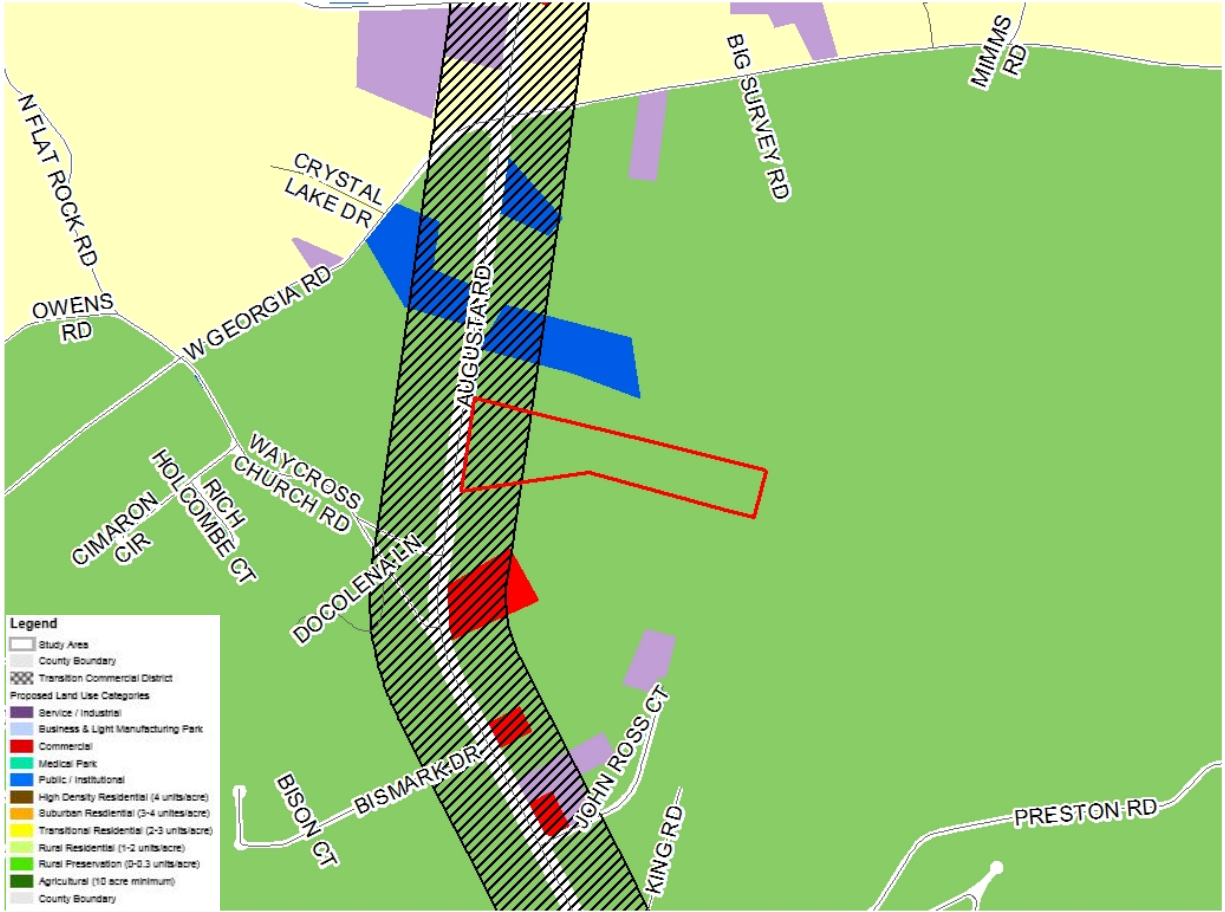 MIMMS
RD
BIG SURVEY RD
N FLAT ROCK RD
CRYSTAL
LAKE DR
OWENS
RD
W GEORGIA RD
AUGUSTA RD
WAYCROSS
CHURCH RD
RICH
HOLCOMBE CT
CIMARON
CIR
DOCOLENA LN
JOHN ROSS CT
BISMARK DR
BISON CT
KING RD
PRESTON RD
Legend
Study Area
County Boundary
Transition Commercial District
Proposed Land Use Categories
Service / Industrial
Business & Light Manufacturing Park
Commercial
Medical Park
Public / Institutional
High Density Residential (4 units/acre)
Suburban Resdiential (3-4 unites/acre)
Transitional Residential (2-3 units/acre)
Rural Residential (1-2 units/acre)
Rural Preservation (0-0.3 units/acre)
Agricultural (10 acre minimum)
County Boundary